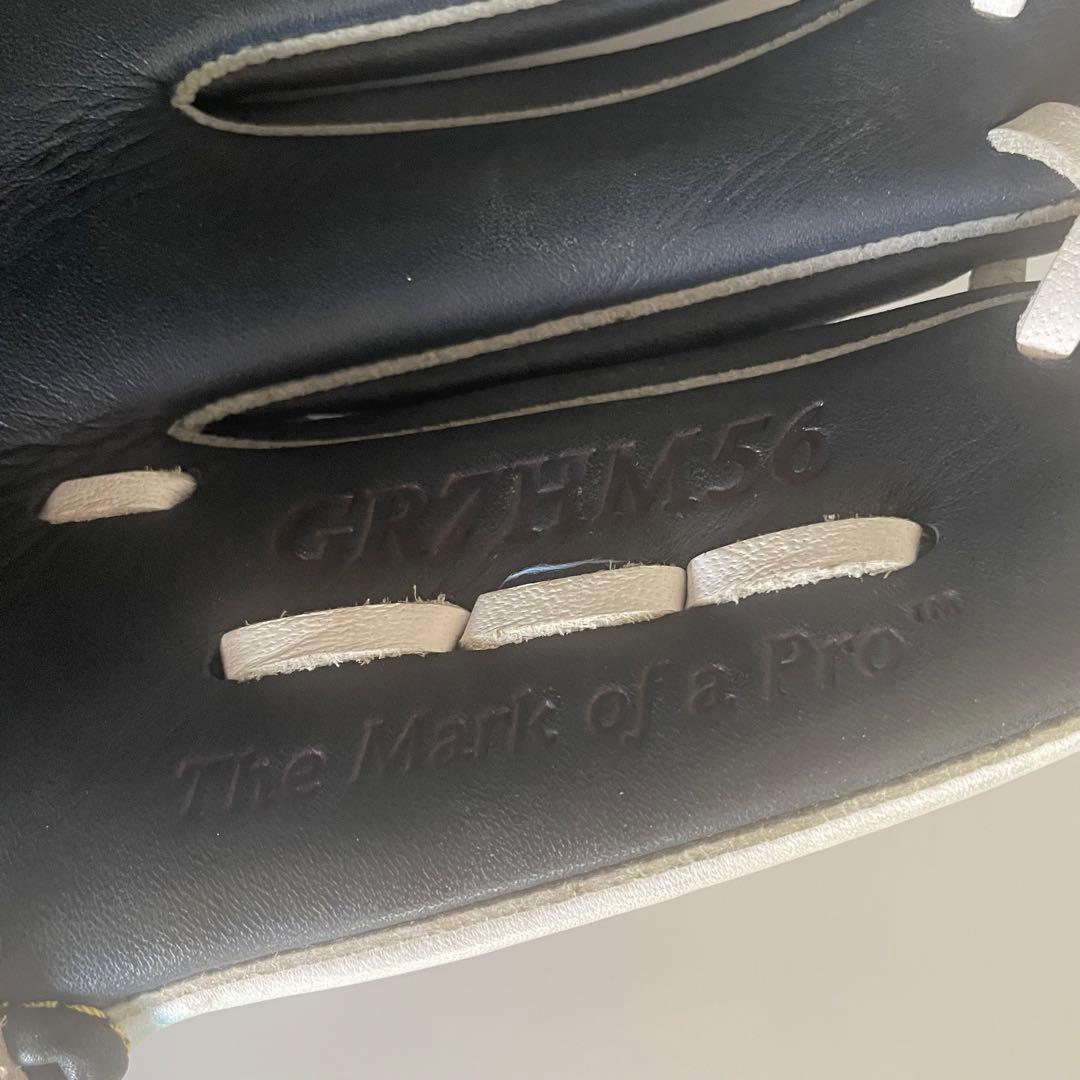 GR7HM56
The Mark of a Pro™